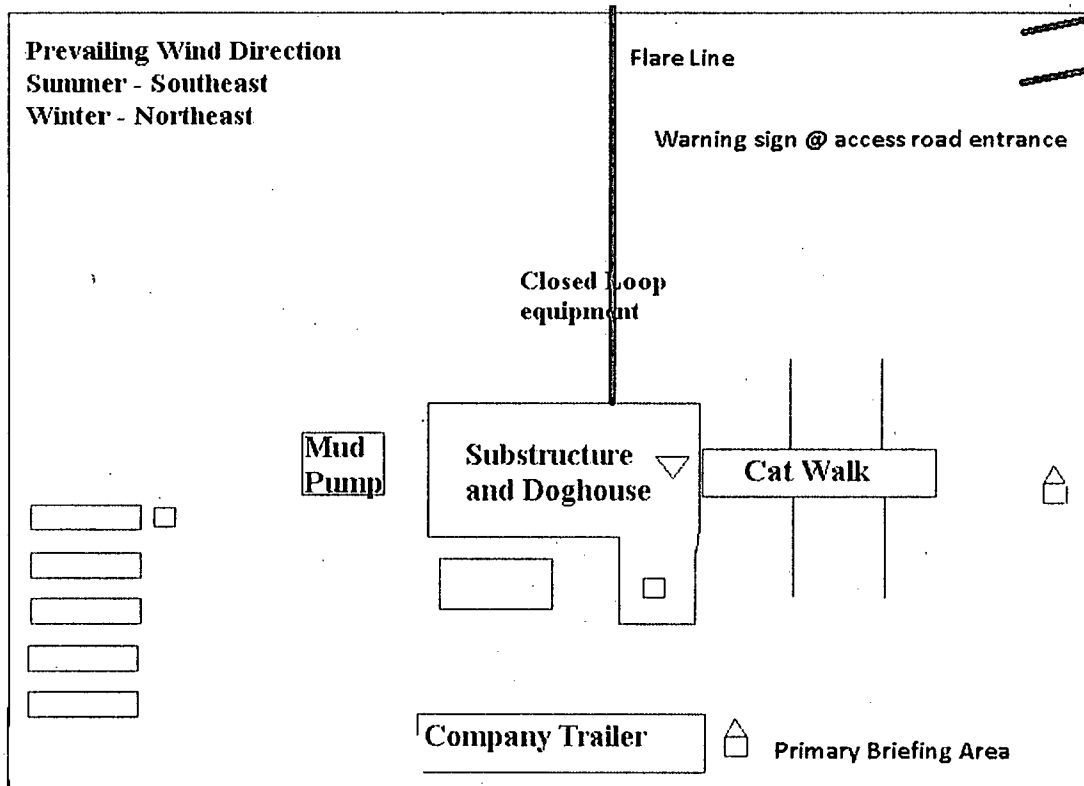 Prevailing Wind Direction
Summer - Southeast
Winter - Northeast
Flare Line
Warning sign @ access road entrance
Closed Loop
equipment
Mud
Pump
Substructure
and Doghouse
Cat Walk
Company Trailer
Primary Briefing Area